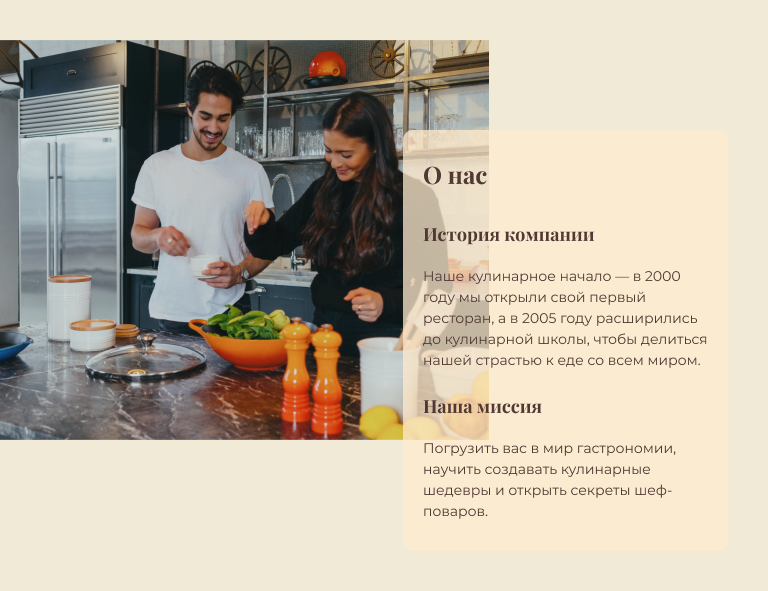 О нас
История компании
Наше кулинарное начало — в 2000
году мы открыли свой первый
ресторан, а в 2005 году расширились
до кулинарной школы, чтобы делиться
нашей страстью к еде со всем миром.
Наша миссия
Погрузить вас в мир гастрономии,
научить создавать кулинарные
шедевры и открыть секреты шеф-
поваров.